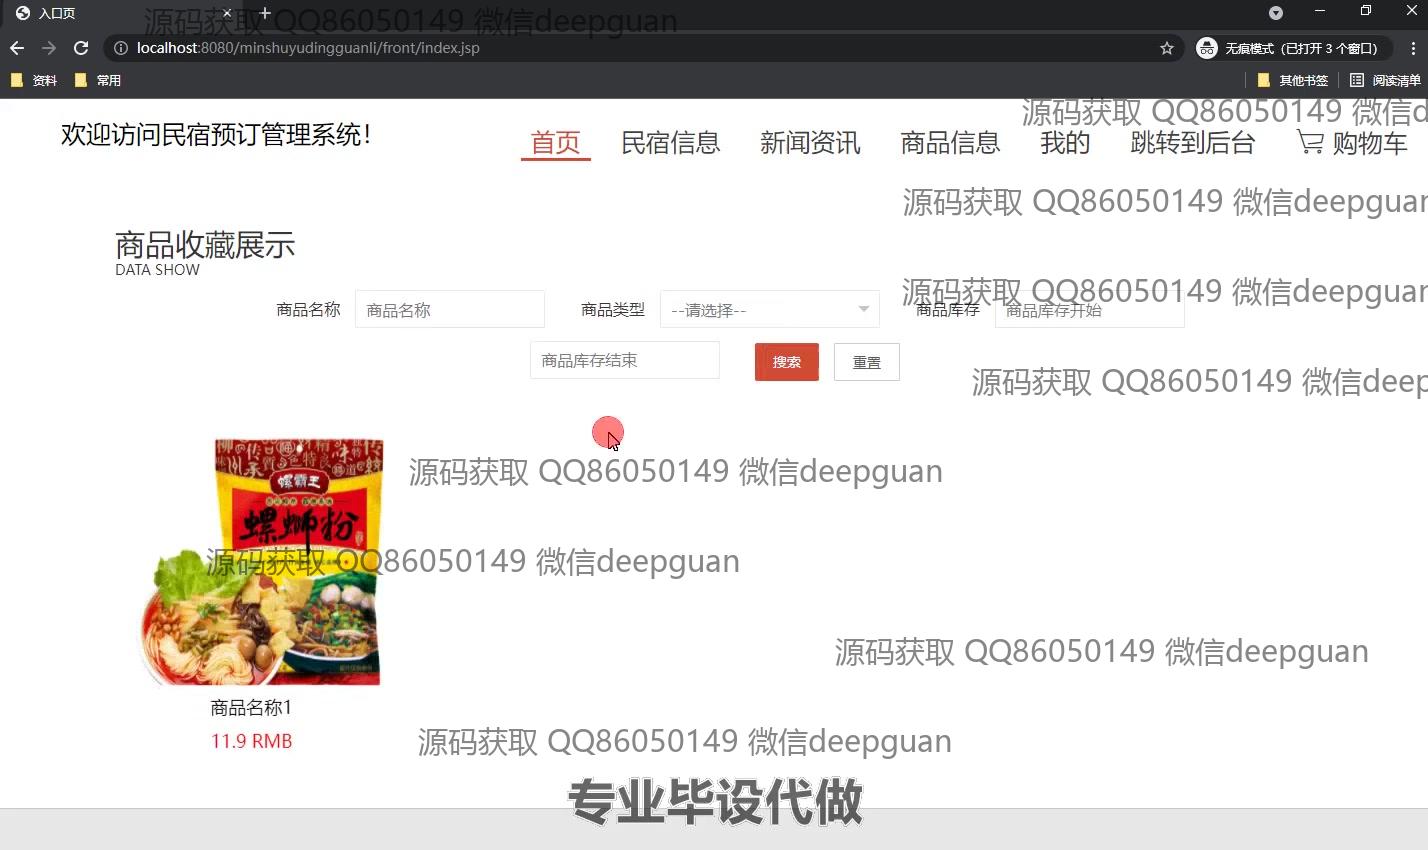 入口页
源码获取 QQ86050149 微信deepguan
localhost:8080/minshuyudingguanli/front/index.jsp
无痕模式（已打开 3 个窗口）
资料 常用 其他书签 阅读清单
源码获取 QQ86050149 微信d
欢迎访问民宿预订管理系统！
首页 民宿信息 新闻资讯 商品信息 我的 跳转到后台 购物车
源码获取 QQ86050149 微信deepguan
商品收藏展示
DATA SHOW
源码获取 QQ86050149 微信deepguan
商品名称 商品名称 商品类型 --请选择-- 商品库存 商品库存开始
商品库存结束 搜索 重置
源码获取 QQ86050149 微信deep
源码获取 QQ86050149 微信deepguan
螺霸王
螺蛳粉
源码获取 QQ86050149 微信deepguan
源码获取 QQ86050149 微信deepguan
商品名称1
11.9 RMB
源码获取 QQ86050149 微信deepguan
专业毕设代做